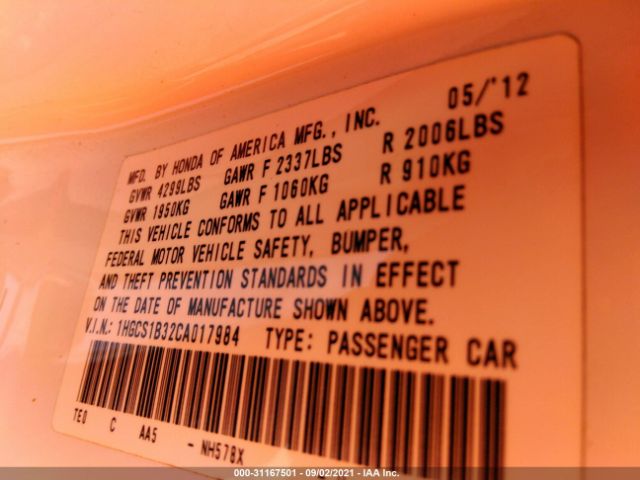 MFD. BY HONDA OF AMERICA MFG., INC. 05/'12
GVWR 4299LBS GAWR F 2337LBS R 2006LBS
GVWR 1950KG GAWR F 1060KG R 910KG
THIS VEHICLE CONFORMS TO ALL APPLICABLE
FEDERAL MOTOR VEHICLE SAFETY, BUMPER,
AND THEFT PREVENTION STANDARDS IN EFFECT
ON THE DATE OF MANUFACTURE SHOWN ABOVE.
V.I.N.: 1HGCS1B32CA017984 TYPE: PASSENGER CAR
TE0 C AA5 - NH578X
000-31167501 - 09/02/2021 - IAA Inc.